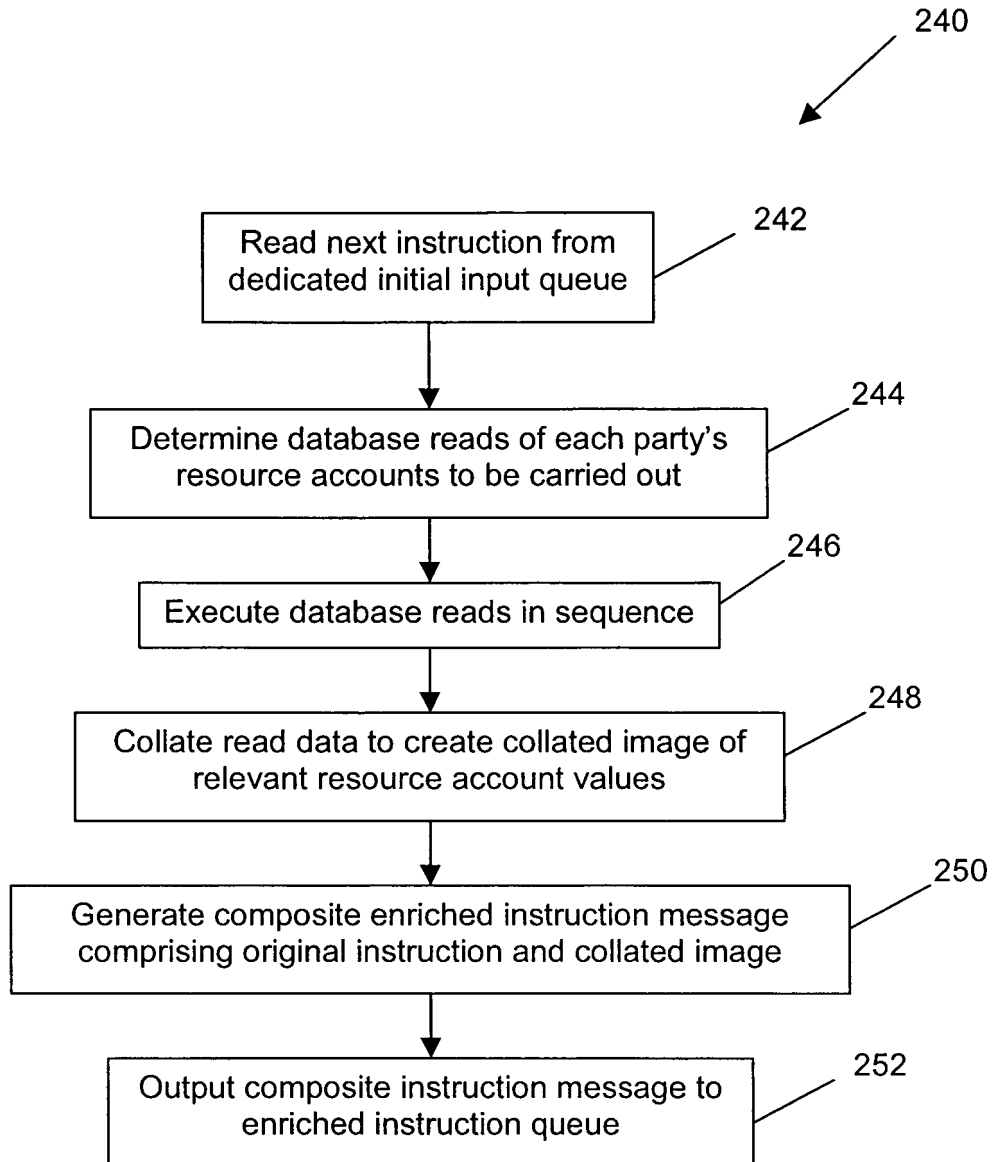 240
242
Read next instruction from
dedicated initial input queue
244
Determine database reads of each party's
resource accounts to be carried out
246
Execute database reads in sequence
248
Collate read data to create collated image of
relevant resource account values
250
Generate composite enriched instruction message
comprising original instruction and collated image
252
Output composite instruction message to
enriched instruction queue